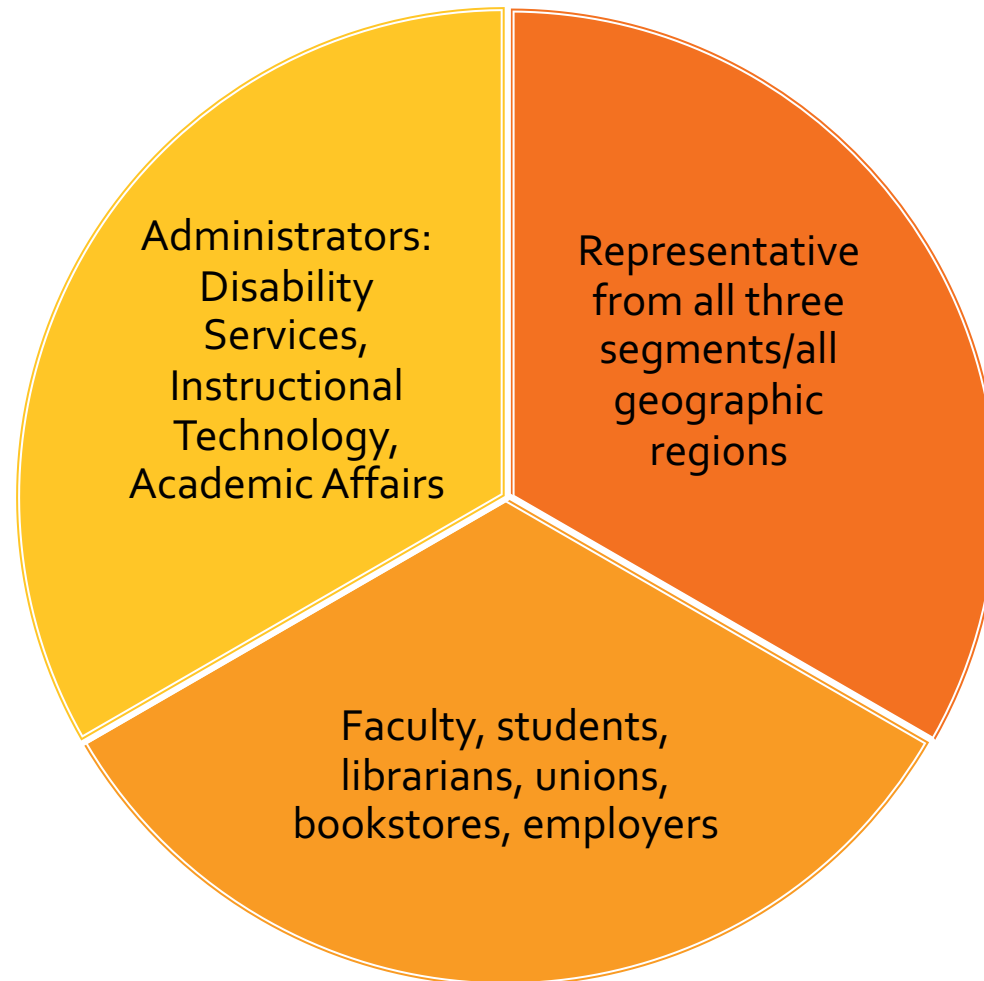 Administrators:
Disability
Services,
Instructional
Technology,
Academic Affairs
Representative
from all three
segments/all
geographic
regions
Faculty, students,
librarians, unions,
bookstores, employers